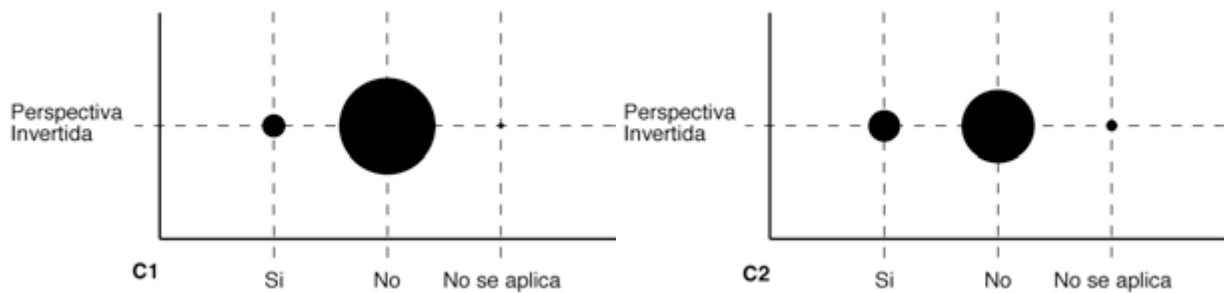 Perspectiva
Invertida
C1
Si
No
No se aplica
Perspectiva
Invertida
C2
Si
No
No se aplica